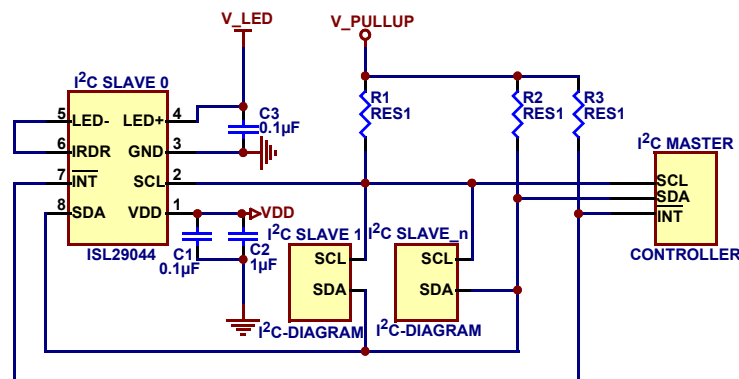 V_LED
V_PULLUP
I²C SLAVE 0
5 LED- LED+ 4
6 IRDR GND 3
7 INT SCL 2
8 SDA VDD 1
ISL29044
C3
0.1µF
R1
RES1
R2
RES1
R3
RES1
I²C MASTER
SCL
SDA
INT
CONTROLLER
VDD
C1
0.1µF
C2
1µF
I²C SLAVE 1
SCL
SDA
I²C-DIAGRAM
I²C SLAVE_n
SCL
SDA
I²C-DIAGRAM